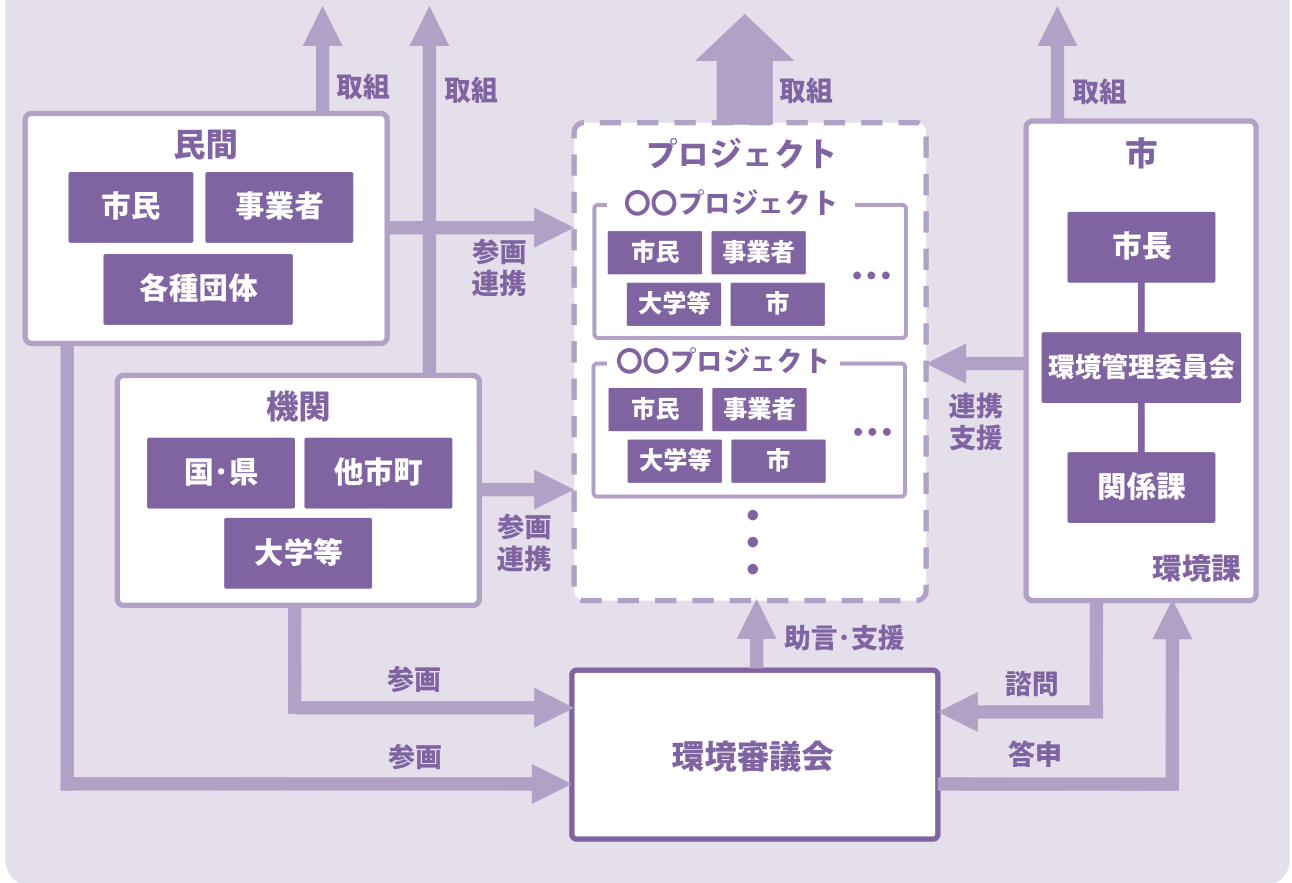 取組
取組
取組
取組
民間
市民
事業者
各種団体
参画
連携
機関
国・県
他市町
大学等
参画
連携
プロジェクト
〇〇プロジェクト
市民
事業者
大学等
市
…
〇〇プロジェクト
市民
事業者
大学等
市
…
市
市長
環境管理委員会
関係課
環境課
連携
支援
助言・支援
参画
参画
環境審議会
諮問
答申